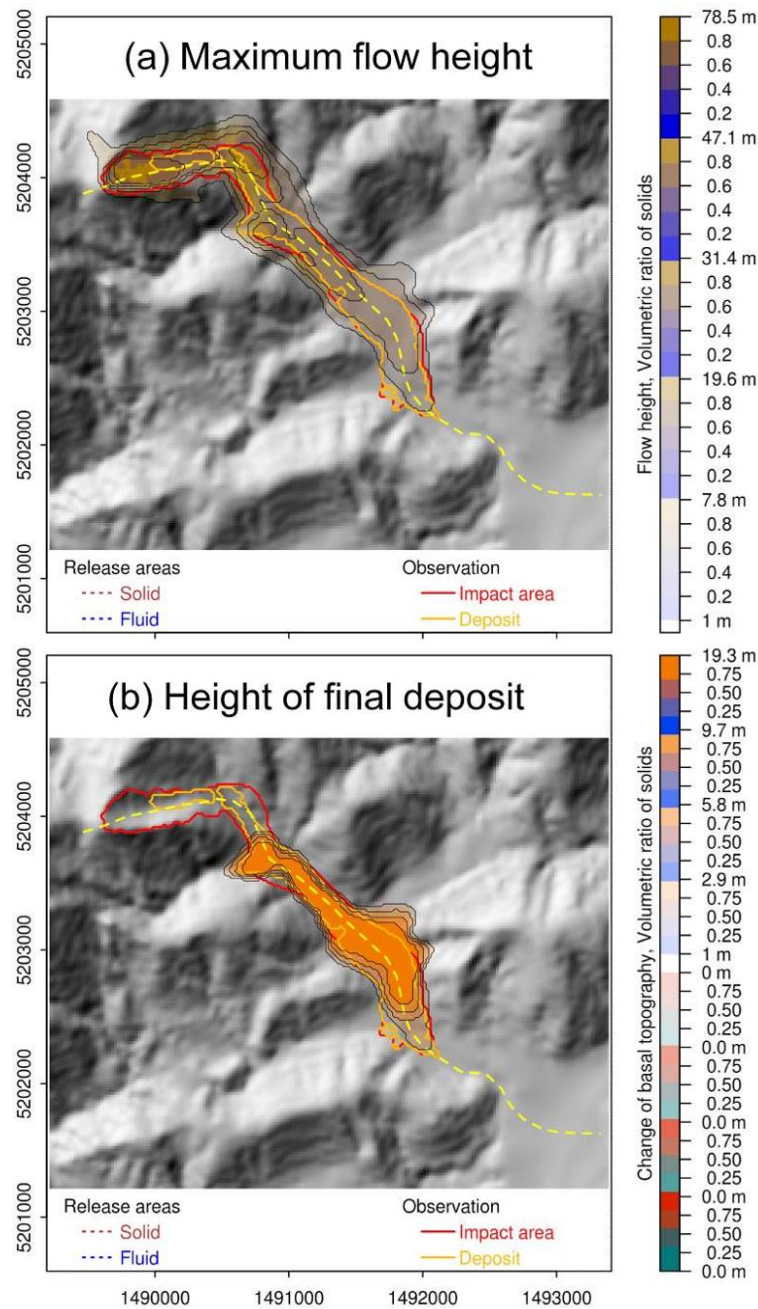 (a) Maximum flow height
5205000
5204000
5203000
5202000
5201000
Release areas
Solid
Fluid
Observation
Impact area
Deposit
78.5 m
0.8
0.6
0.4
0.2
47.1 m
0.8
0.6
0.4
0.2
31.4 m
0.8
0.6
0.4
0.2
19.6 m
0.8
0.6
0.4
0.2
7.8 m
0.8
0.6
0.4
0.2
1 m
Flow height, Volumetric ratio of solids
(b) Height of final deposit
5205000
5204000
5203000
5202000
5201000
Release areas
Solid
Fluid
Observation
Impact area
Deposit
1490000
1491000
1492000
1493000
19.3 m
0.75
0.50
0.25
9.7 m
0.75
0.50
0.25
5.8 m
0.75
0.50
0.25
2.9 m
0.75
0.50
0.25
1 m
0 m
0.75
0.50
0.25
0.0 m
0.75
0.50
0.25
0.0 m
0.75
0.50
0.25
0.0 m
0.75
0.50
0.25
0.0 m
Change of basal topography, Volumetric ratio of solids